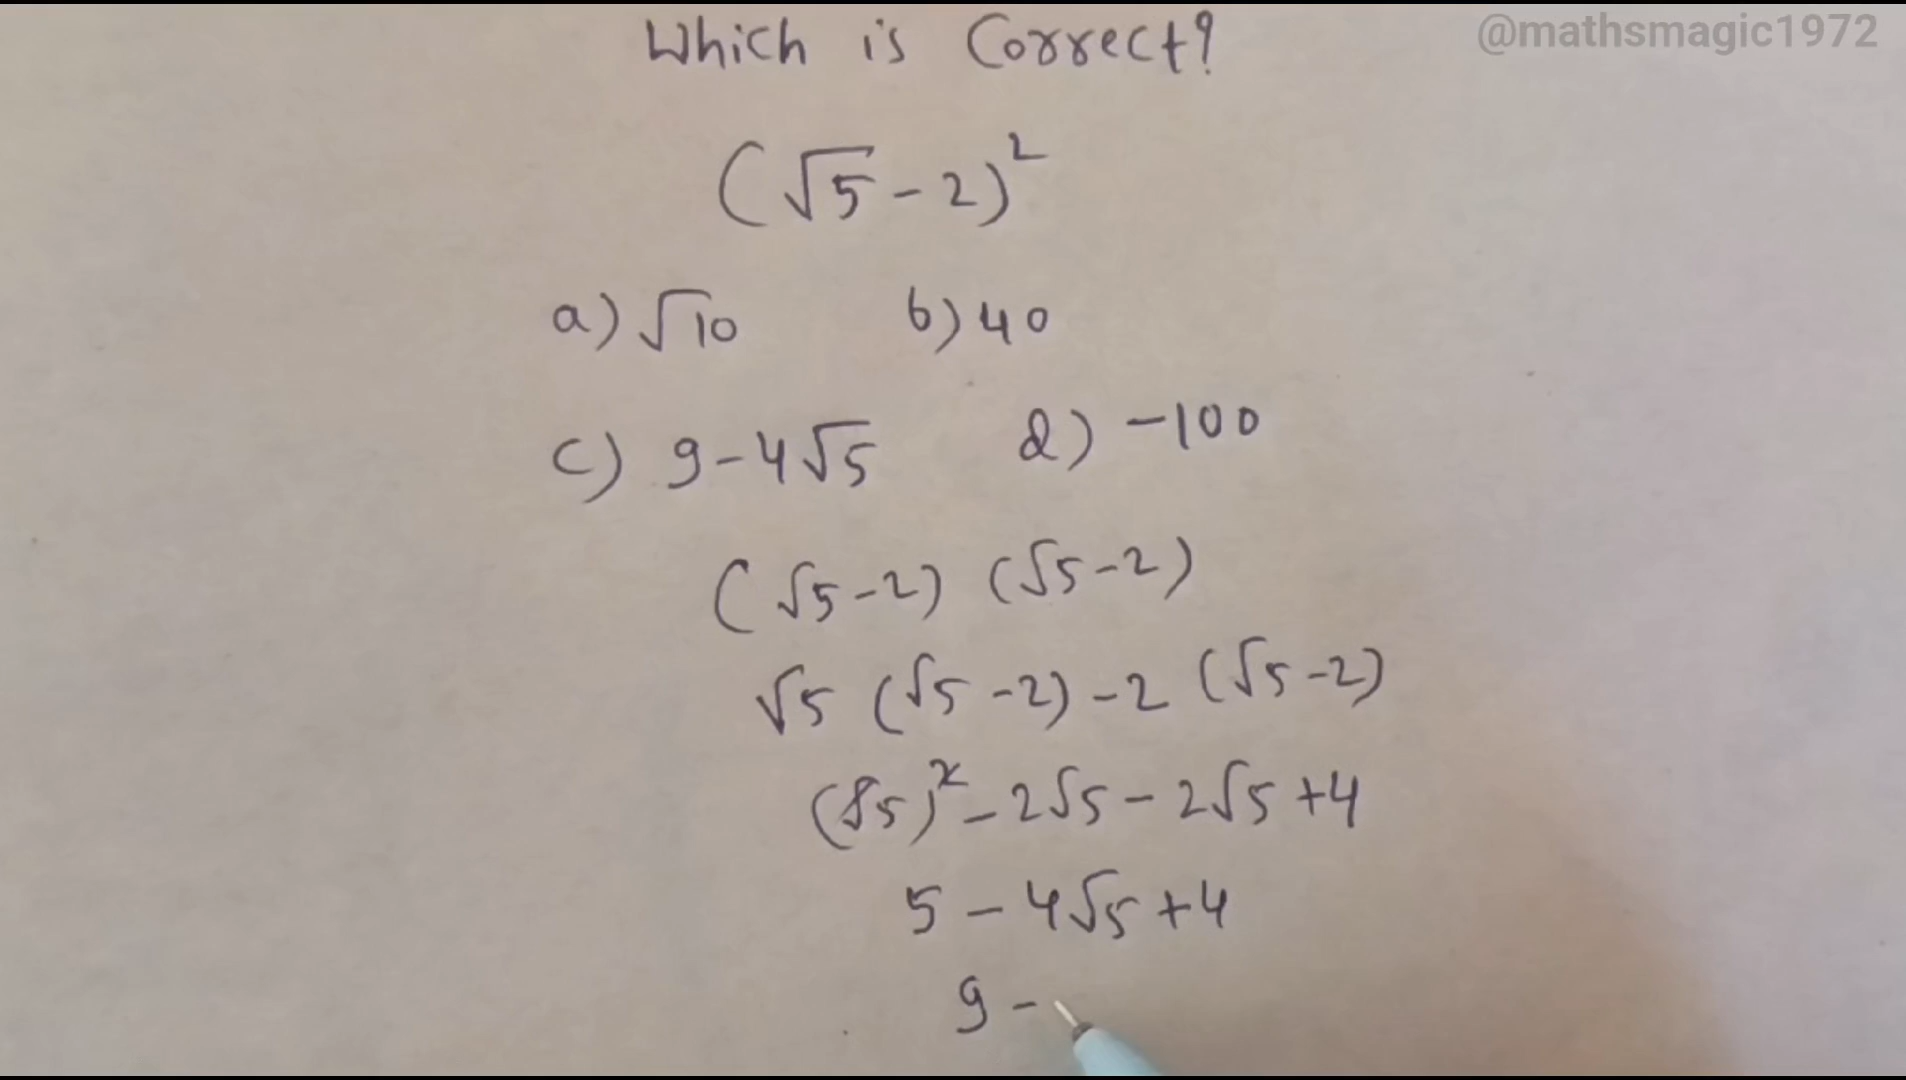 Which is Correct?
@mathsmagic1972
(√5-2)²
a) √10 b) 40
c) 9-4√5 d) -100
(√5-2) (√5-2)
√5 (√5-2) -2 (√5-2)
(√5)² - 2√5 - 2√5 +4
5 - 4√5 +4
9 -